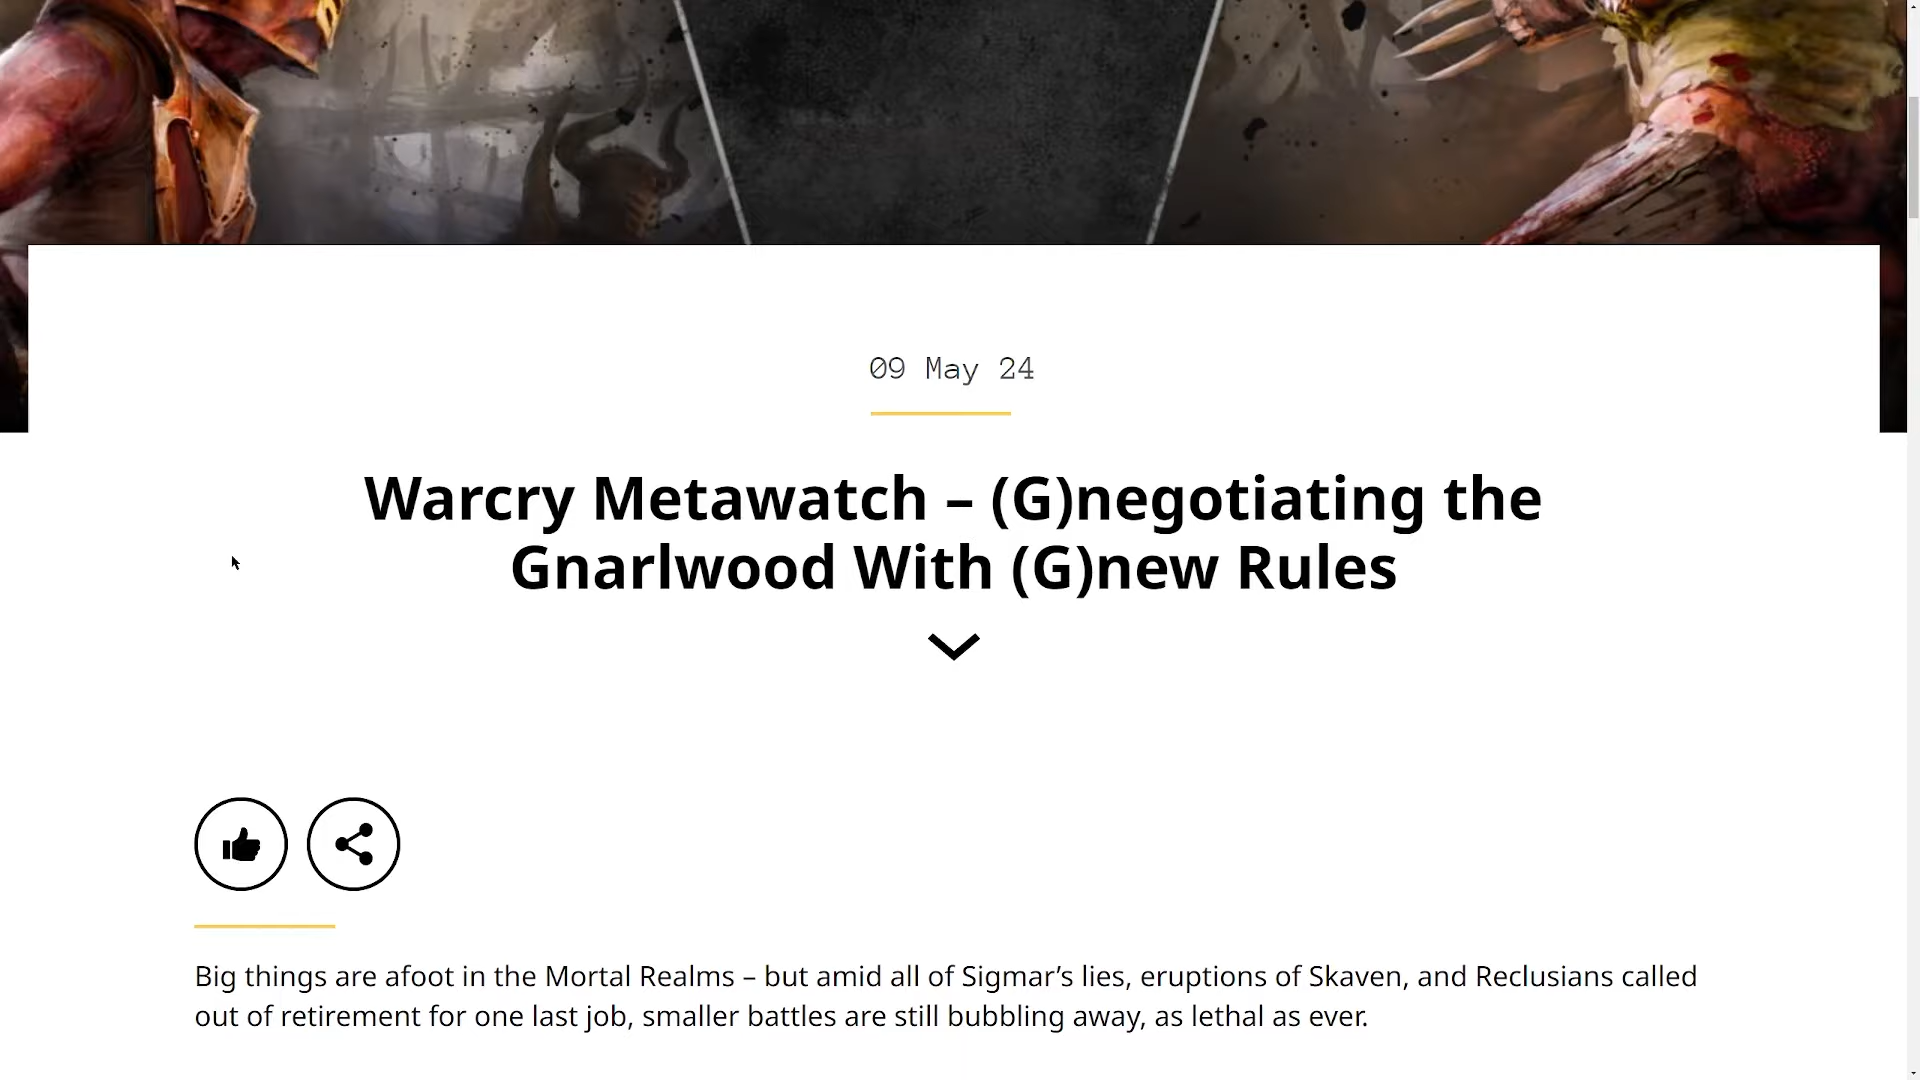 09 May 24
Warcry Metawatch – (G)negotiating the
Gnarlwood With (G)new Rules
Big things are afoot in the Mortal Realms – but amid all of Sigmar’s lies, eruptions of Skaven, and Reclusians called
out of retirement for one last job, smaller battles are still bubbling away, as lethal as ever.